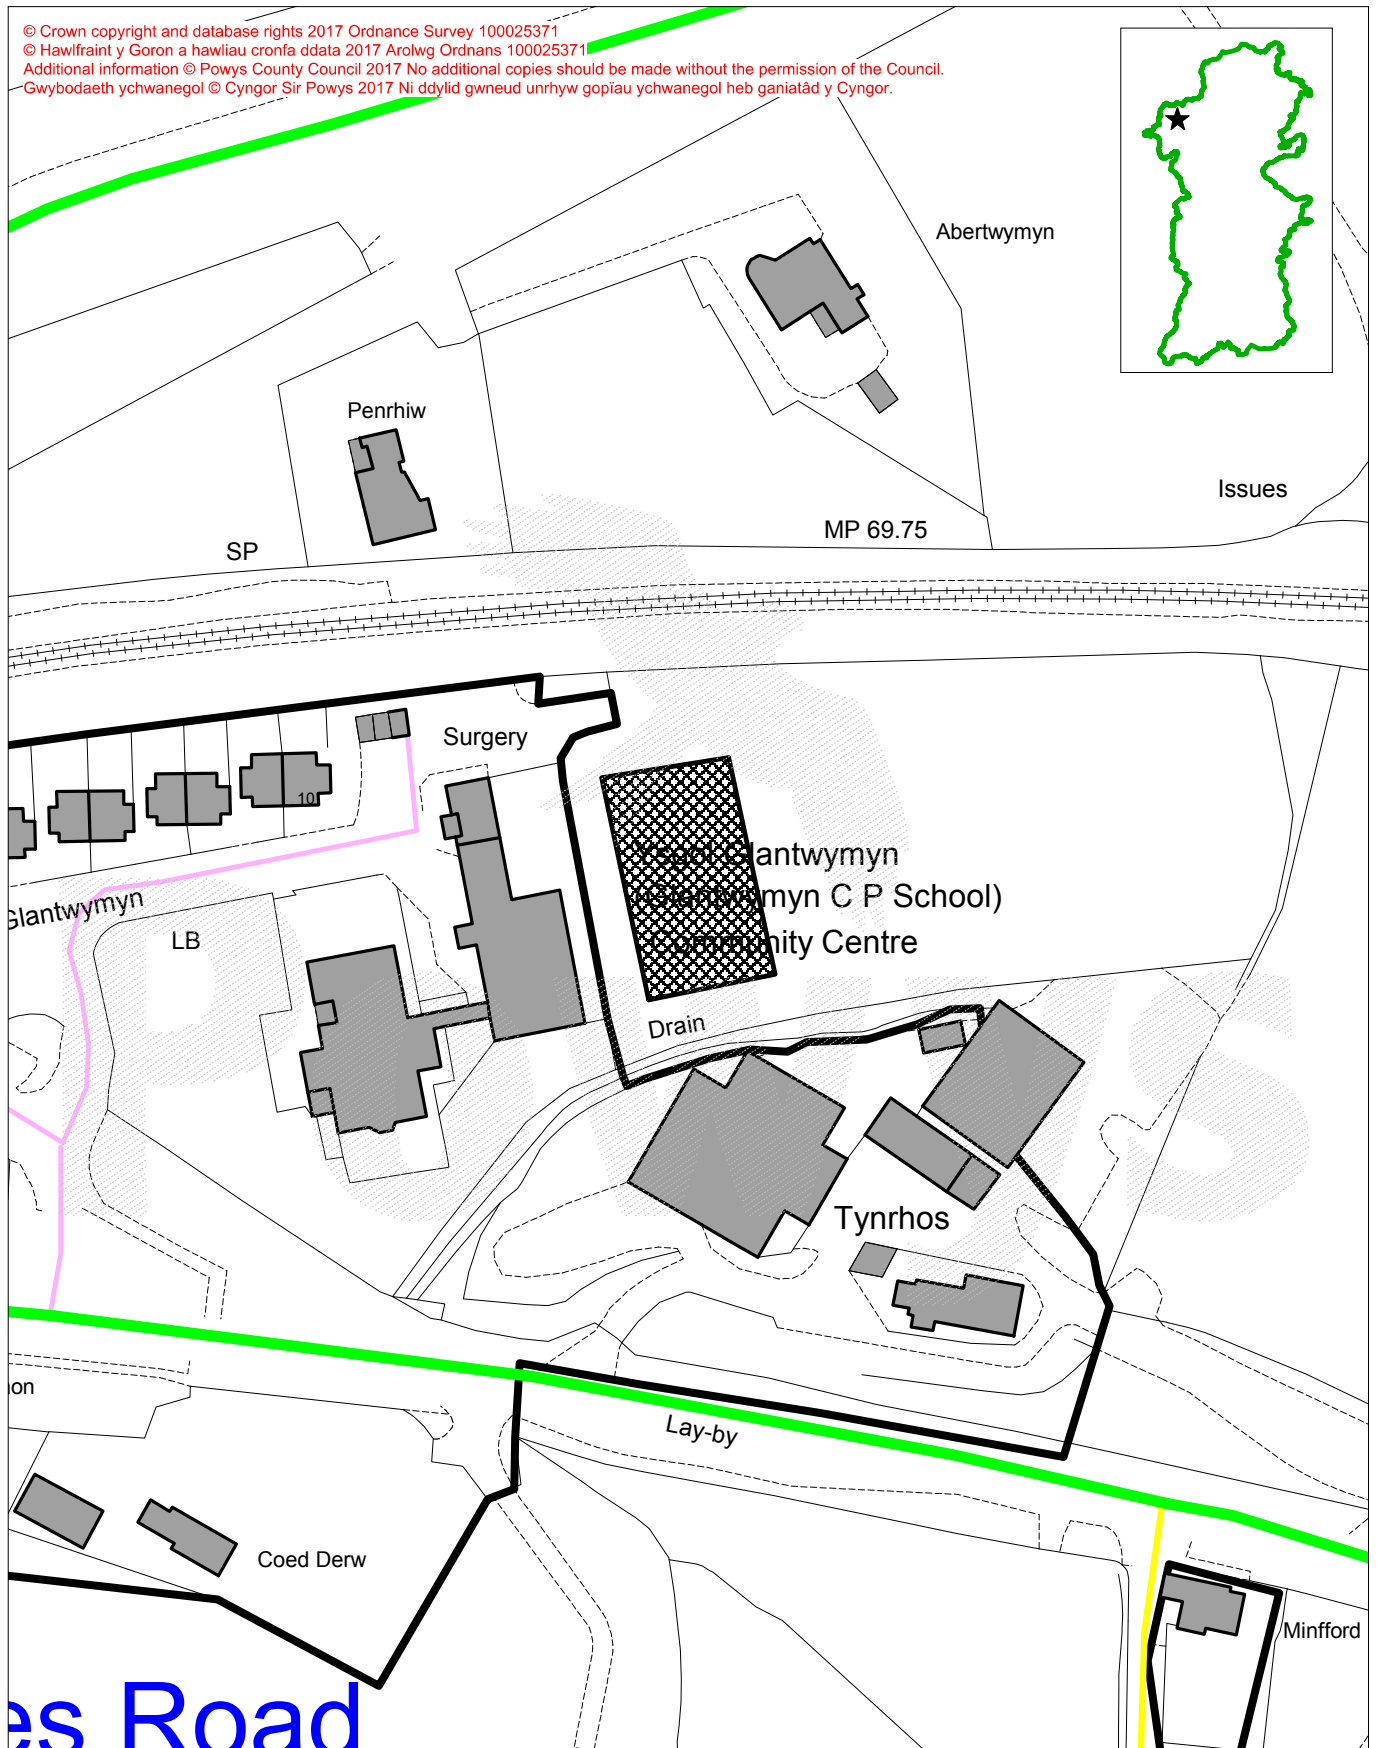 © Crown copyright and database rights 2017 Ordnance Survey 100025371
© Hawlfraint y Goron a hawliau cronfa ddata 2017 Arolwg Ordnans 100025371
Additional information © Powys County Council 2017 No additional copies should be made without the permission of the Council.
Gwybodaeth ychwanegol © Cyngor Sir Powys 2017 Ni ddylid gwneud unrhyw gopïau ychwanegol heb ganiatâd y Cyngor.
Abertwymyn
Penrhiw
Issues
MP 69.75
SP
Surgery
10
Ysgol Glantwymyn
(Glantwymyn C P School)
Community Centre
Glantwymyn
LB
Drain
Tynrhos
on
Lay-by
Coed Derw
Minffford
es Road